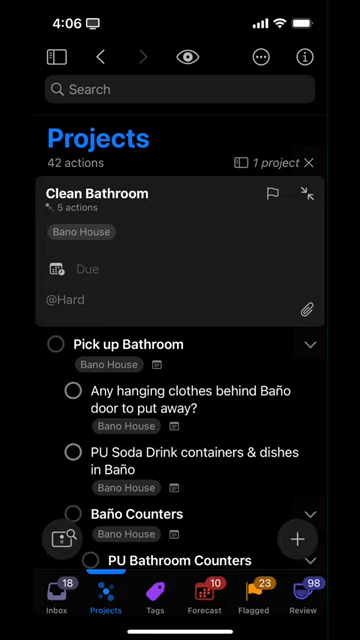 4:06
Search
Projects
42 actions
1 project
Clean Bathroom
5 actions
Bano House
Due
@Hard
Pick up Bathroom
Bano House
Any hanging clothes behind Baño
door to put away?
Bano House
PU Soda Drink containers & dishes
in Baño
Bano House
Baño Counters
Bano House
PU Bathroom Counters
18
10
23
98
Inbox
Projects
Tags
Forecast
Flagged
Review